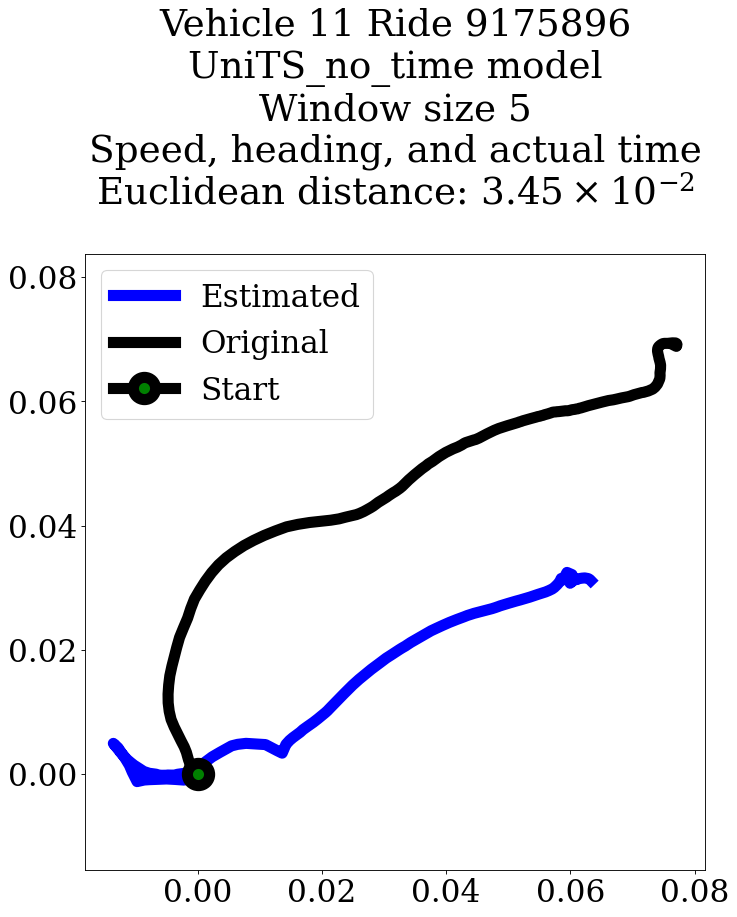 Vehicle 11 Ride 9175896
UniTS_no_time model
Window size 5
Speed, heading, and actual time
Euclidean distance: 3.45 × 10⁻²
0.08
0.06
0.04
0.02
0.00
Estimated
Original
Start
0.00 0.02 0.04 0.06 0.08